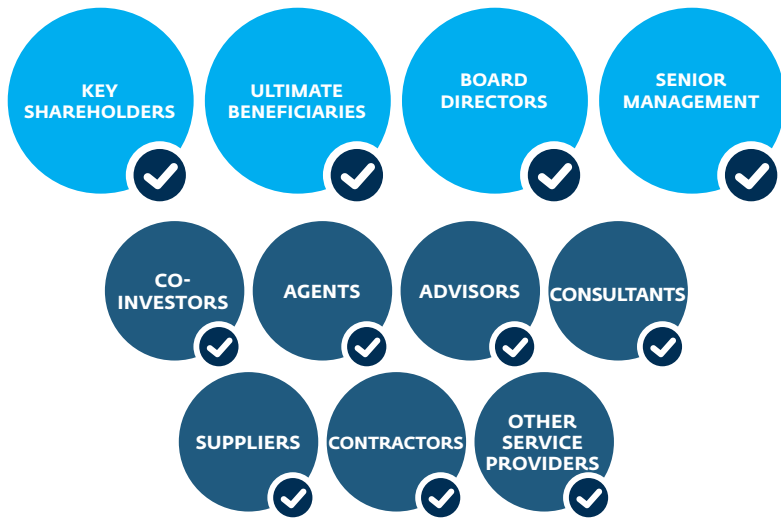 KEY
SHAREHOLDERS
ULTIMATE
BENEFICIARIES
BOARD
DIRECTORS
SENIOR
MANAGEMENT
CO-
INVESTORS
AGENTS
ADVISORS
CONSULTANTS
SUPPLIERS
CONTRACTORS
OTHER
SERVICE
PROVIDERS